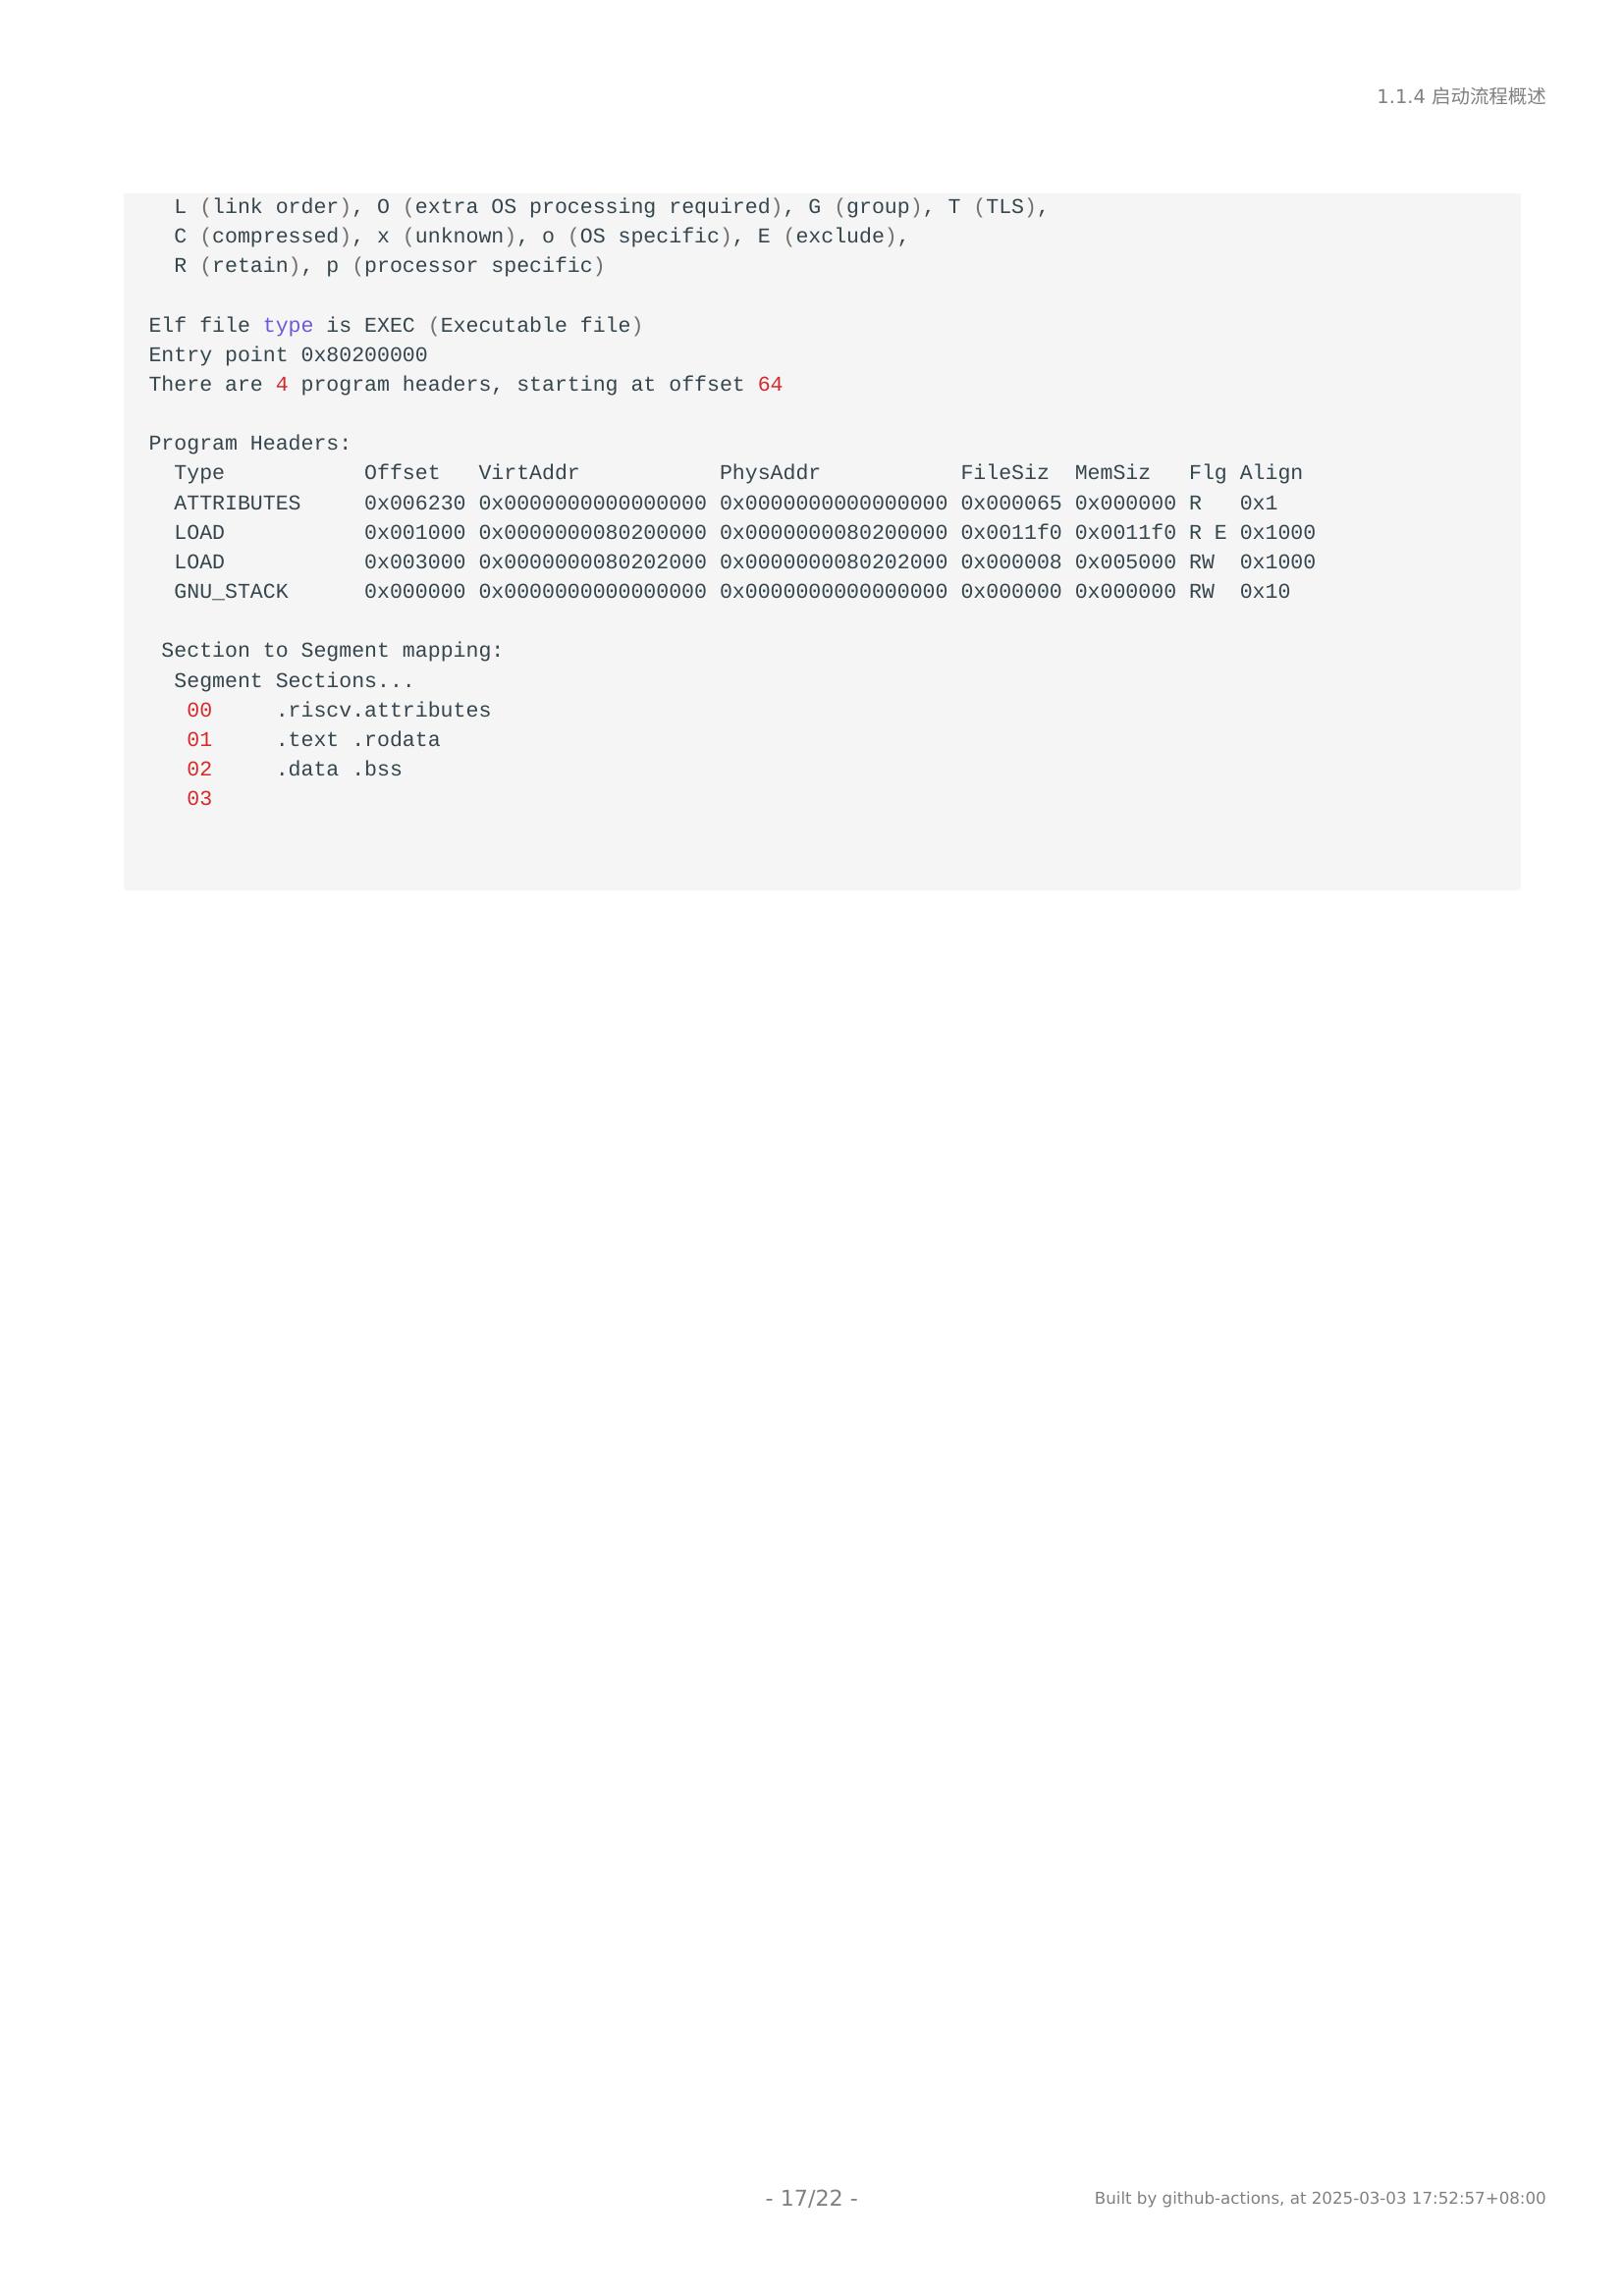 1.1.4 启动流程概述
  L (link order), O (extra OS processing required), G (group), T (TLS),
  C (compressed), x (unknown), o (OS specific), E (exclude),
  R (retain), p (processor specific)

Elf file type is EXEC (Executable file)
Entry point 0x80200000
There are 4 program headers, starting at offset 64

Program Headers:
  Type           Offset   VirtAddr           PhysAddr           FileSiz  MemSiz   Flg Align
  ATTRIBUTES     0x006230 0x0000000000000000 0x0000000000000000 0x000065 0x000000 R   0x1
  LOAD           0x001000 0x0000000080200000 0x0000000080200000 0x0011f0 0x0011f0 R E 0x1000
  LOAD           0x003000 0x0000000080202000 0x0000000080202000 0x000008 0x005000 RW  0x1000
  GNU_STACK      0x000000 0x0000000000000000 0x0000000000000000 0x000000 0x000000 RW  0x10

 Section to Segment mapping:
  Segment Sections...
   00     .riscv.attributes
   01     .text .rodata
   02     .data .bss
   03
- 17/22 -
Built by github-actions, at 2025-03-03 17:52:57+08:00